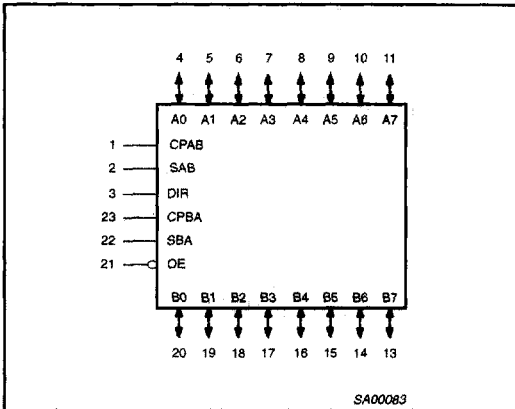 4 5 6 7 8 9 10 11
A0 A1 A2 A3 A4 A5 A6 A7
1 CPAB
2 SAB
3 DIR
23 CPBA
22 SBA
21 OE
B0 B1 B2 B3 B4 B5 B6 B7
20 19 18 17 16 15 14 13
SA00083